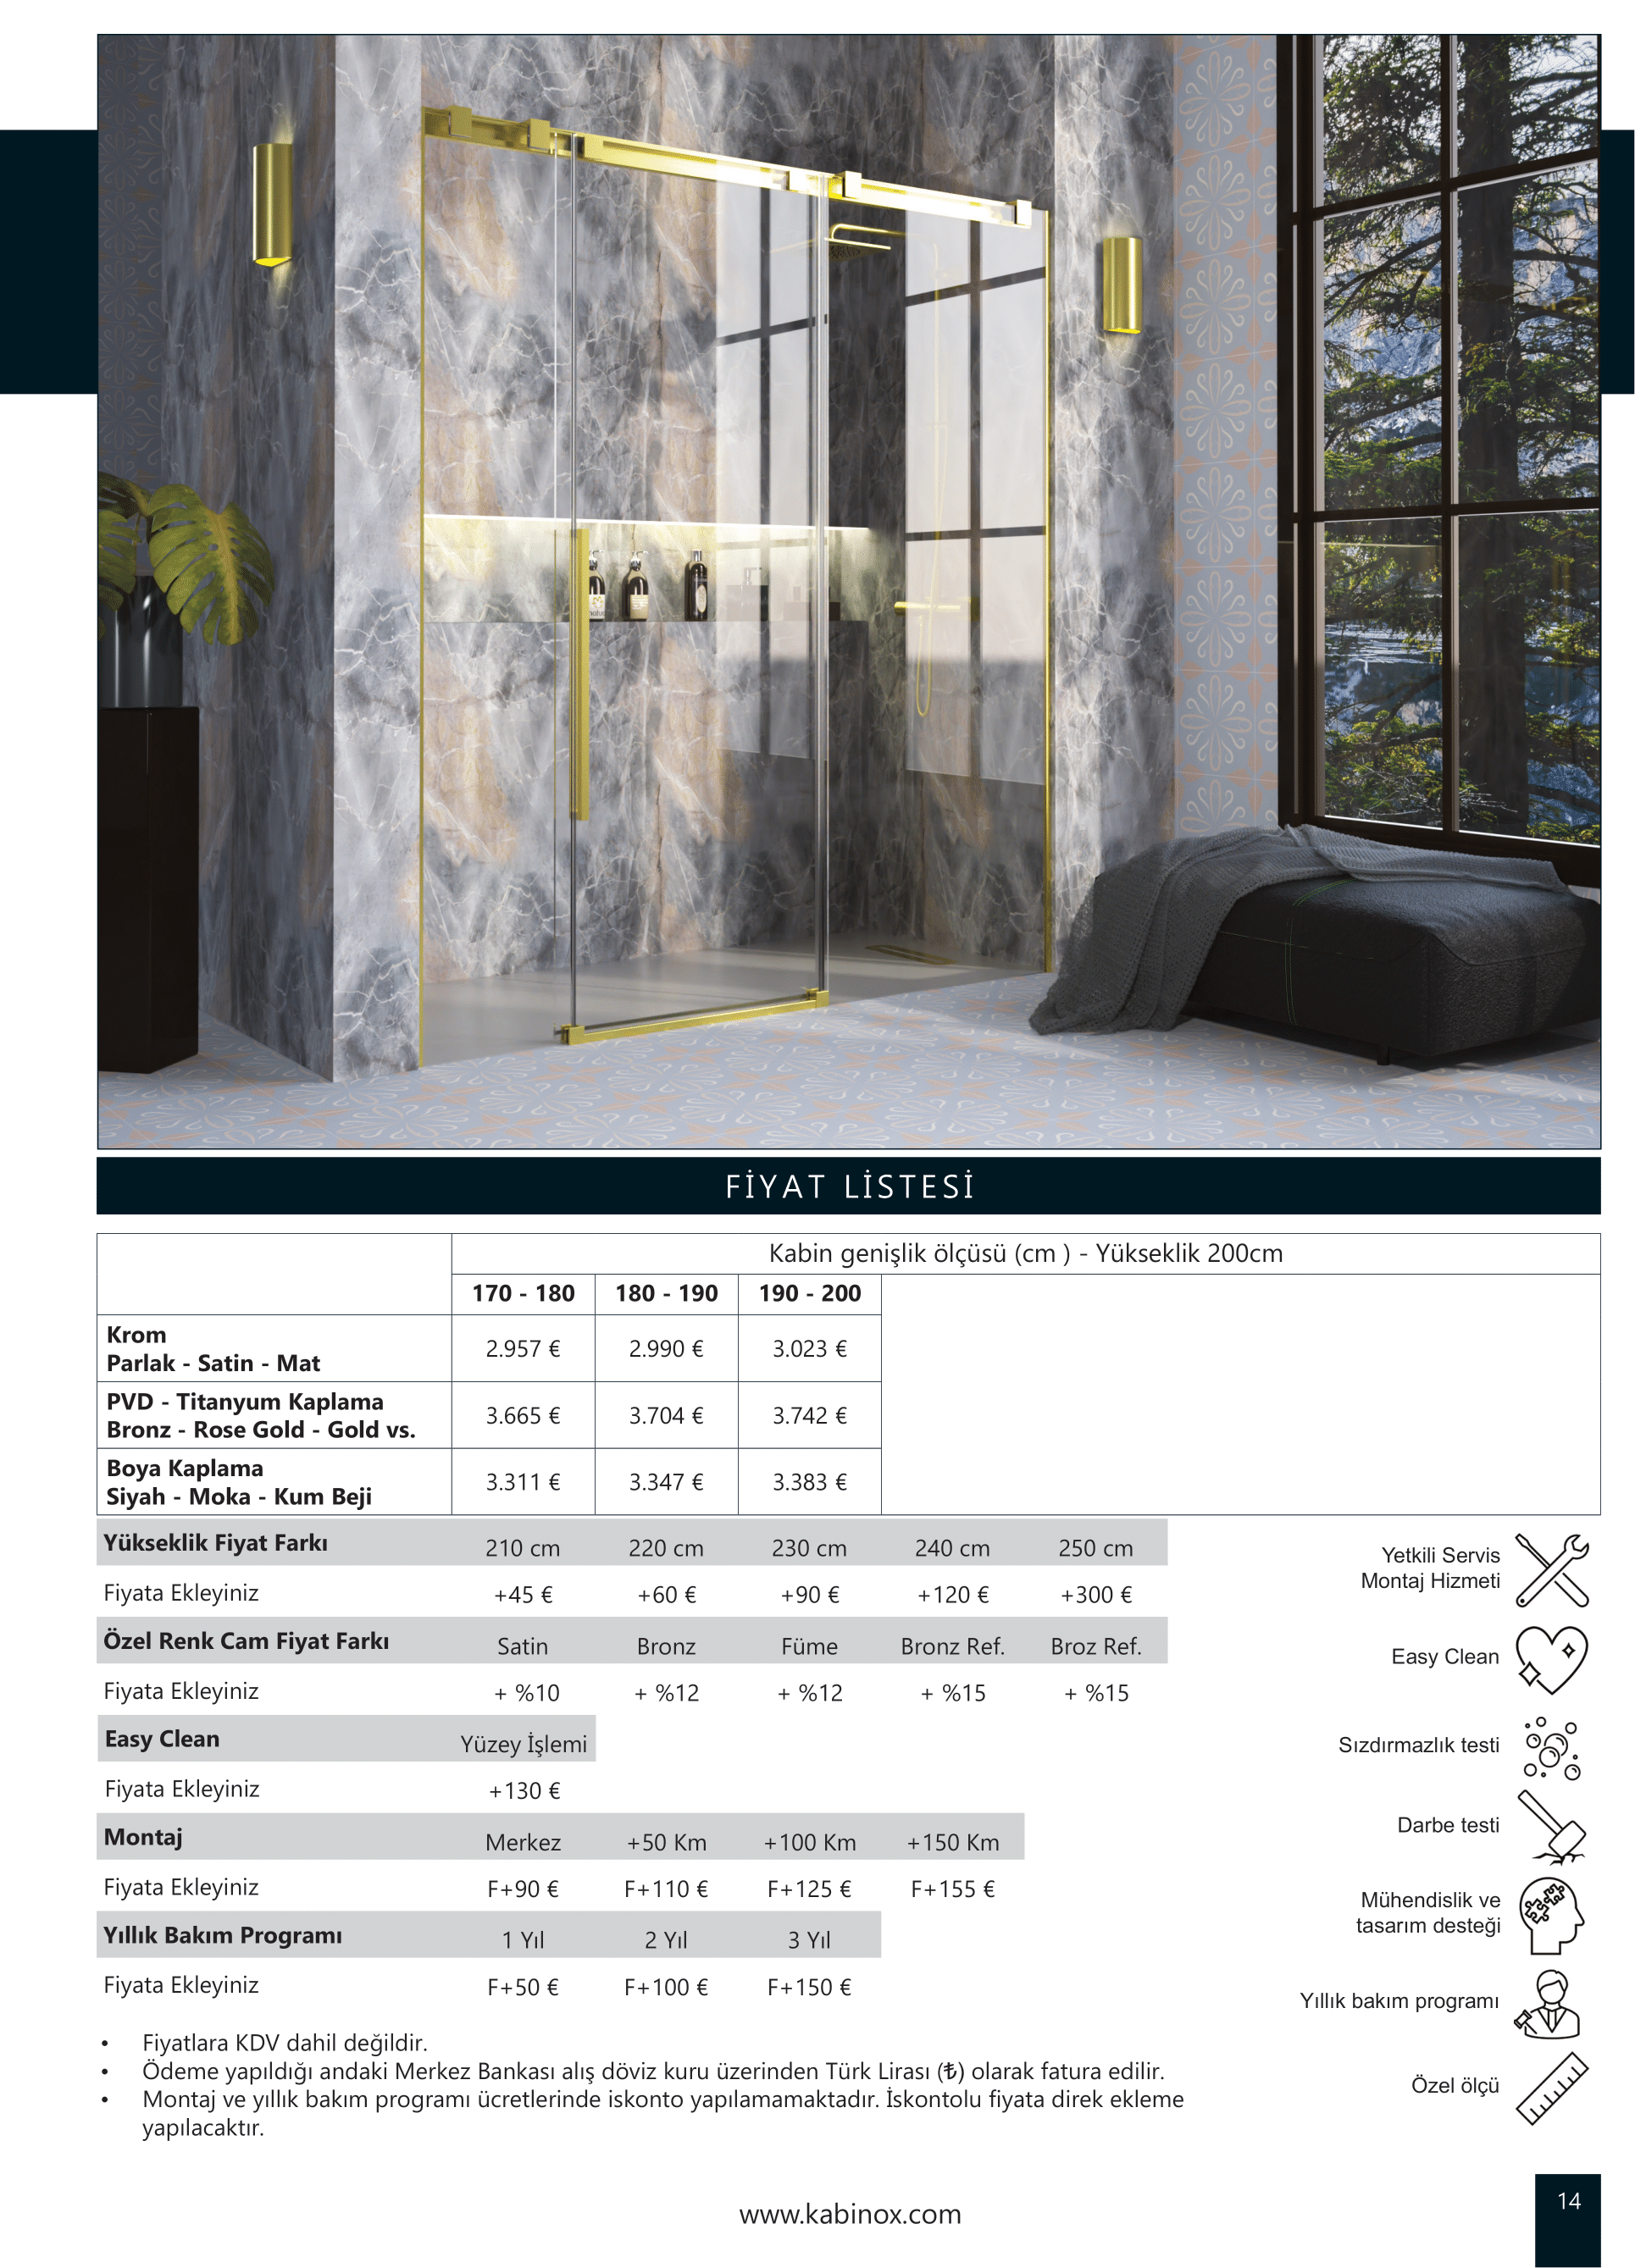 FİYAT LİSTESİ
Kabin genişlik ölçüsü (cm ) - Yükseklik 200cm
170 - 180 180 - 190 190 - 200
Krom
Parlak - Satin - Mat
2.957 € 2.990 € 3.023 €
PVD - Titanyum Kaplama
Bronz - Rose Gold - Gold vs.
3.665 € 3.704 € 3.742 €
Boya Kaplama
Siyah - Moka - Kum Beji
3.311 € 3.347 € 3.383 €
Yükseklik Fiyat Farkı 210 cm 220 cm 230 cm 240 cm 250 cm
Fiyata Ekleyiniz +45 € +60 € +90 € +120 € +300 €
Özel Renk Cam Fiyat Farkı Satin Bronz Füme Bronz Ref. Broz Ref.
Fiyata Ekleyiniz + %10 + %12 + %12 + %15 + %15
Easy Clean Yüzey İşlemi
Fiyata Ekleyiniz +130 €
Montaj Merkez +50 Km +100 Km +150 Km
Fiyata Ekleyiniz F+90 € F+110 € F+125 € F+155 €
Yıllık Bakım Programı 1 Yıl 2 Yıl 3 Yıl
Fiyata Ekleyiniz F+50 € F+100 € F+150 €
Yetkili Servis
Montaj Hizmeti
Easy Clean
Sızdırmazlık testi
Darbe testi
Mühendislik ve
tasarım desteği
Yıllık bakım programı
Özel ölçü
• Fiyatlara KDV dahil değildir.
• Ödeme yapıldığı andaki Merkez Bankası alış döviz kuru üzerinden Türk Lirası (₺) olarak fatura edilir.
• Montaj ve yıllık bakım programı ücretlerinde iskonto yapılamamaktadır. İskontolu fiyata direk ekleme
yapılacaktır.
www.kabinox.com
14